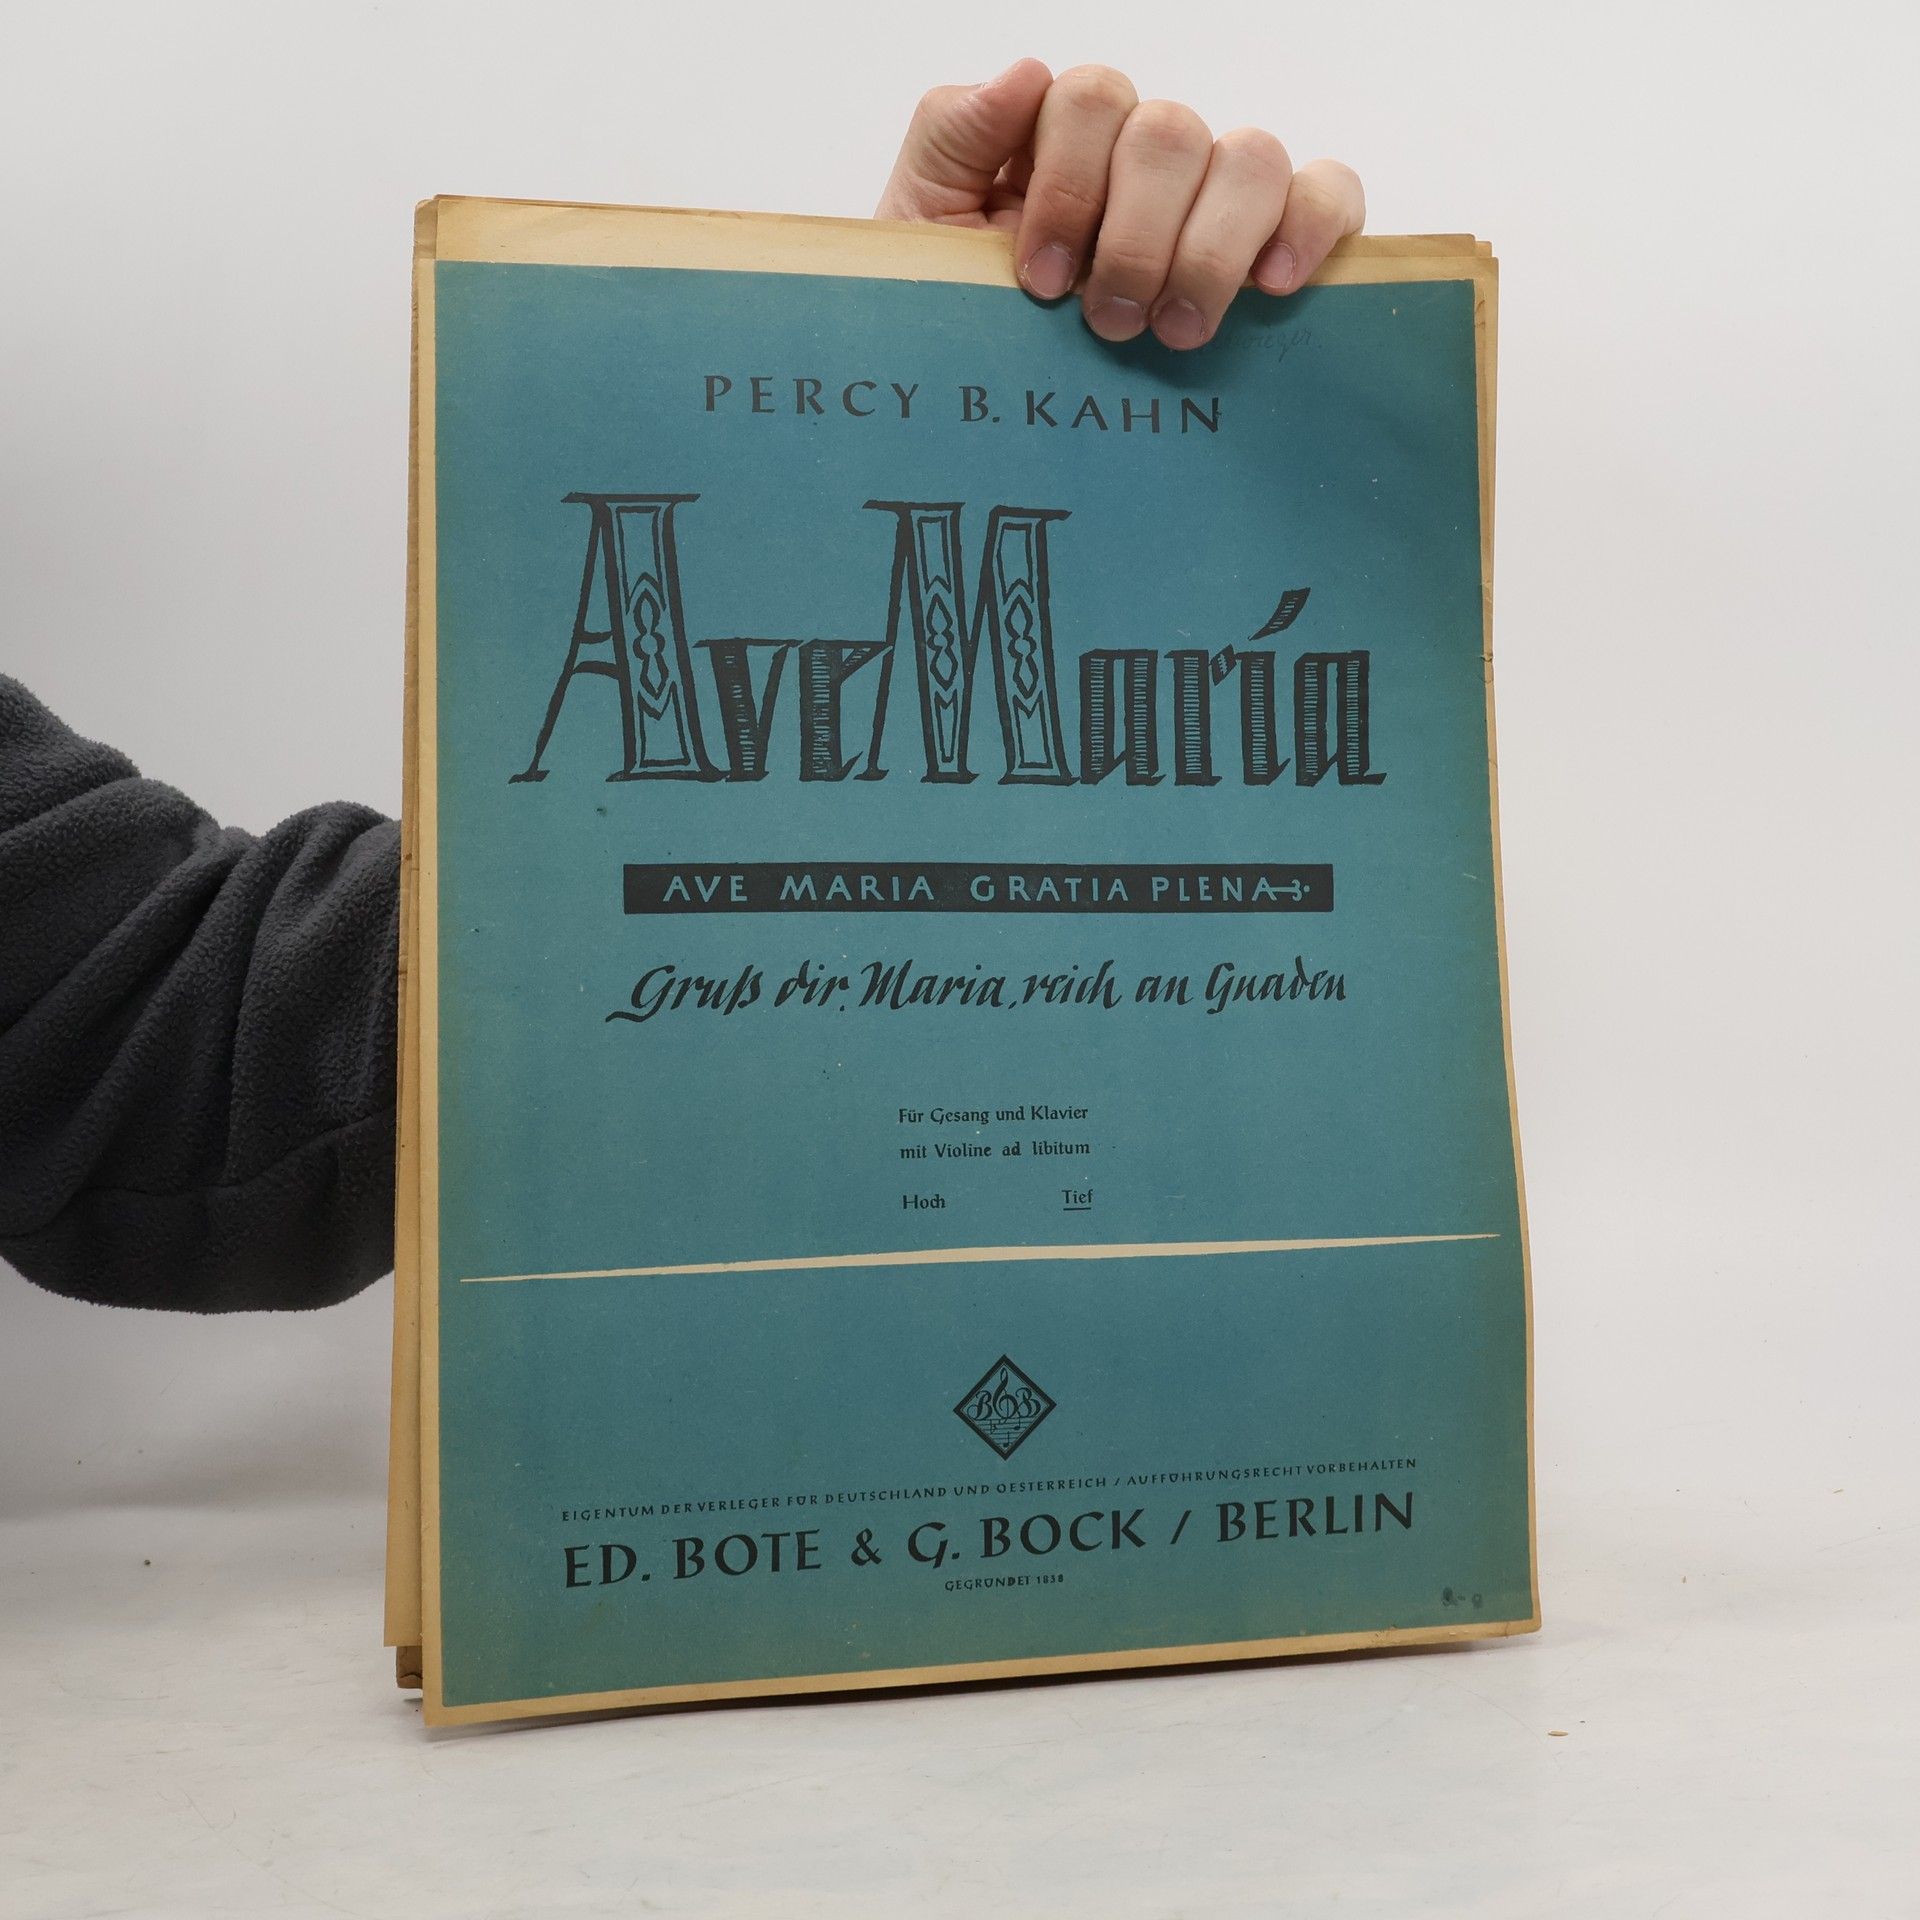 PERCY B. KAHN
Ave Maria
AVE MARIA GRATIA PLENA
Gruß dir, Maria, reich an Gnaden
Für Gesang und Klavier
mit Violine ad libitum
Hoch Tief
B B
EIGENTUM DER VERLEGER FÜR DEUTSCHLAND UND OESTERREICH / AUFFÜHRUNGSRECHT VORBEHALTEN
ED. BOTE & G. BOCK / BERLIN
GEGRÜNDET 1838